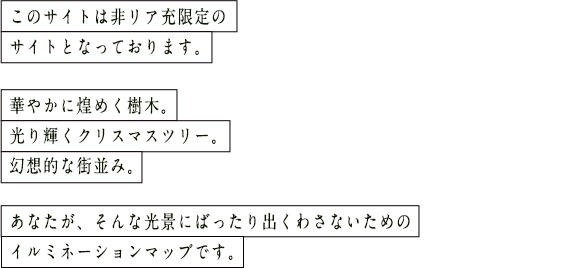 このサイトは非リア充限定の
サイトとなっております。
華やかに煌めく樹木。
光り輝くクリスマスツリー。
幻想的な街並み。
あなたが、そんな光景にばったり出くわさないための
イルミネーションマップです。